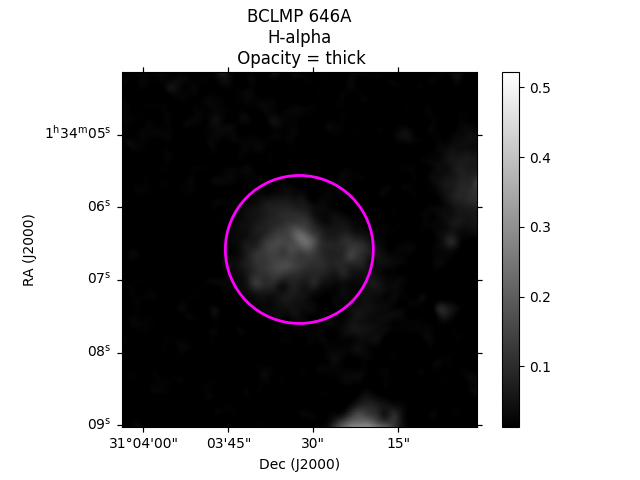 BCLMP 646A
H-alpha
Opacity = thick
1ʰ34ᵐ05ˢ
06ˢ
07ˢ
08ˢ
09ˢ
RA (J2000)
31°04'00"
03'45"
30"
15"
Dec (J2000)
0.5
0.4
0.3
0.2
0.1